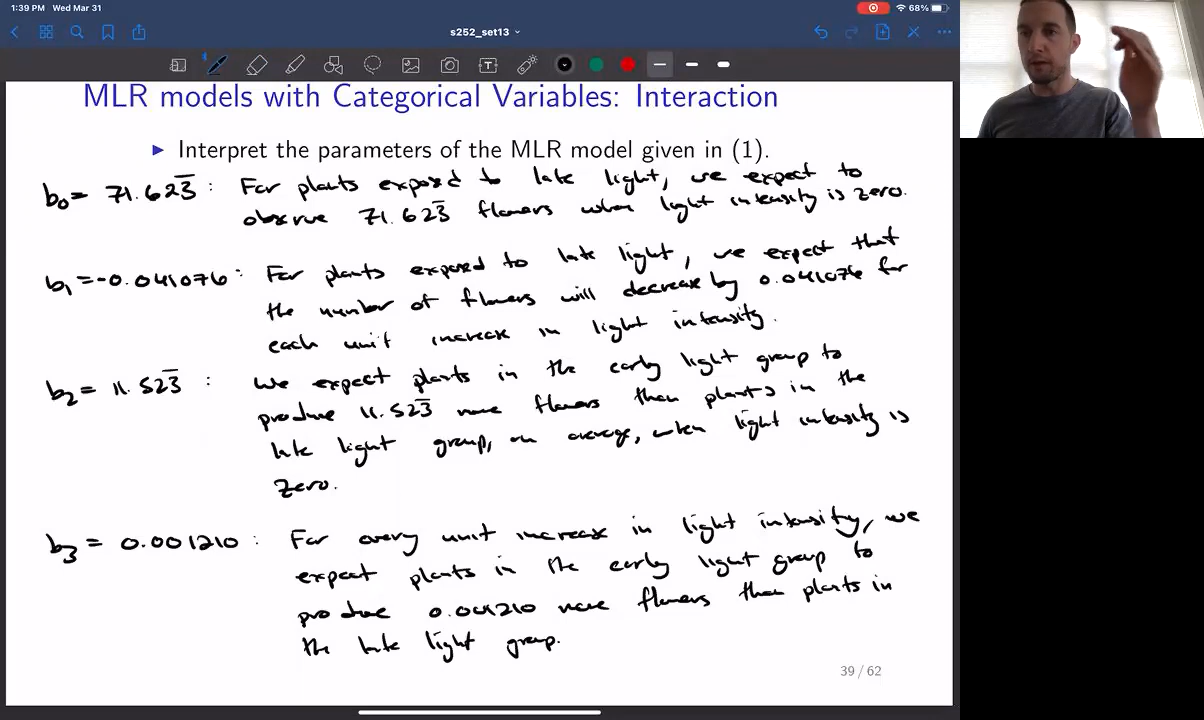 1:39 PM Wed Mar 31
68%
s252_set13
MLR models with Categorical Variables: Interaction
▶ Interpret the parameters of the MLR model given in (1).
b₀= 71.623̅ : For plants exposed to late light, we expect to
observe 71.623̅ flowers when light intensity is zero.
b₁=-0.041076: For plants exposed to late light, we expect that
the number of flowers will decrease by 0.041076 for
each unit increase in light intensity.
b₂= 11.523̅ : We expect plants in the early light group to
produce 11.523̅ more flowers than plants in the
late light group, on average, when light intensity is
zero.
b₃= 0.001210: For every unit increase in light intensity, we
expect plants in the early light group to
produce 0.001210 more flowers than plants in
the late light group.
39 / 62